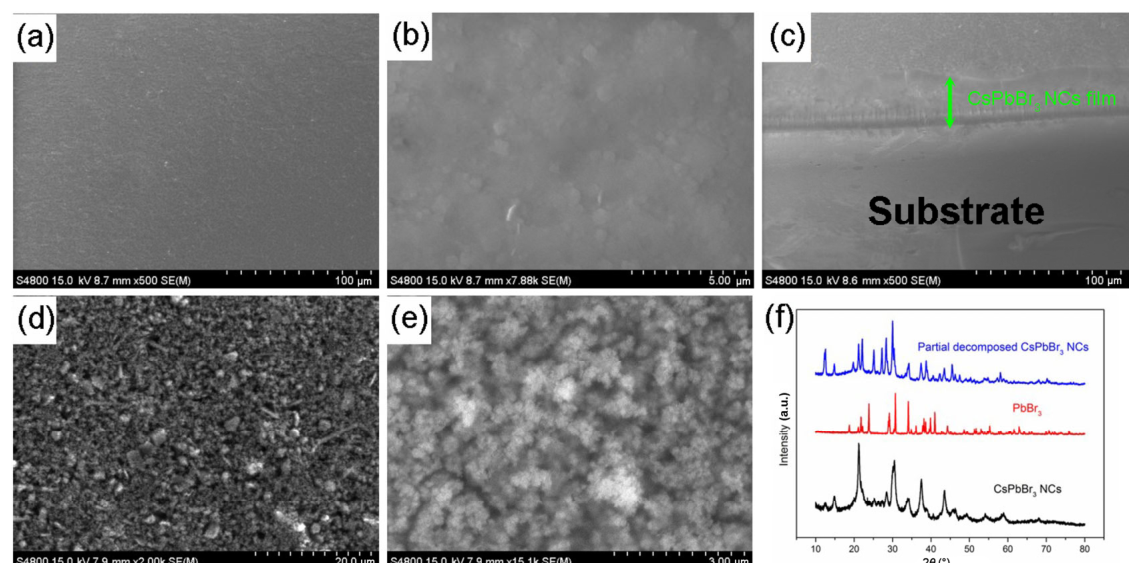 (a)
S4800 15.0 kV 8.7 mm x500 SE(M) 100 µm
(b)
S4800 15.0 kV 8.7 mm x7.88k SE(M) 5.00 µm
(c)
CsPbBr3 NCs film
Substrate
S4800 15.0 kV 8.6 mm x500 SE(M) 100 µm
(d)
S4800 15.0 kV 7.9 mm x2.00k SE(M) 20.0 µm
(e)
S4800 15.0 kV 7.9 mm x15.1k SE(M) 3.00 µm
(f)
Partial decomposed CsPbBr3 NCs
PbBr3
CsPbBr3 NCs
Intensity (a.u.)
10 20 30 40 50 60 70 80
2θ (°)